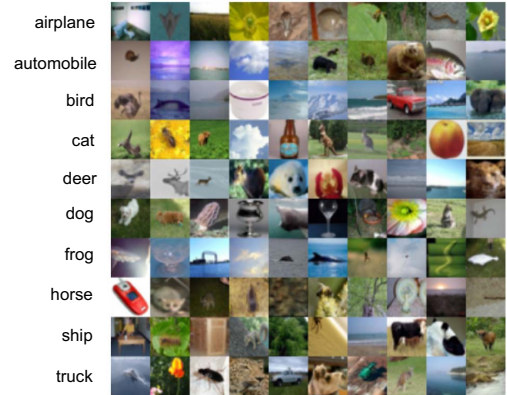 airplane
automobile
bird
cat
deer
dog
frog
horse
ship
truck